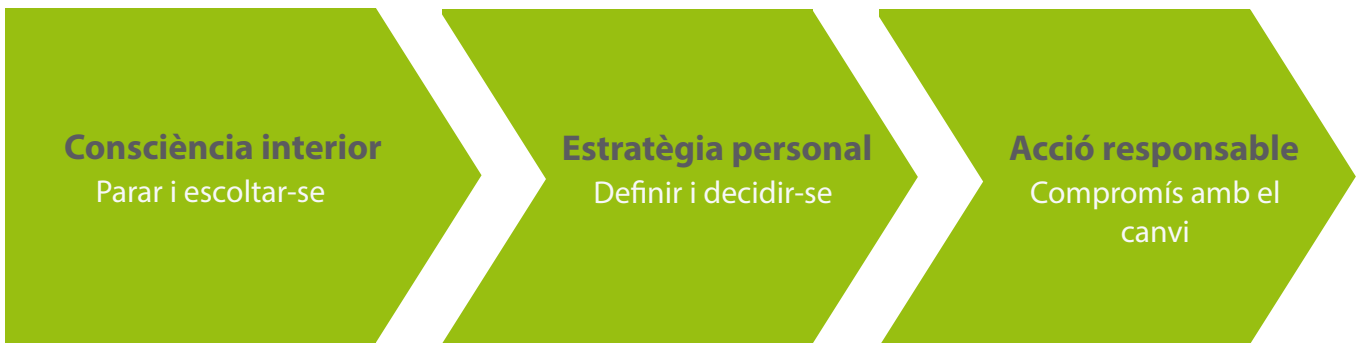 Consciència interior
Parar i escoltar-se
Estratègia personal
Definir i decidir-se
Acció responsable
Compromís amb el
canvi